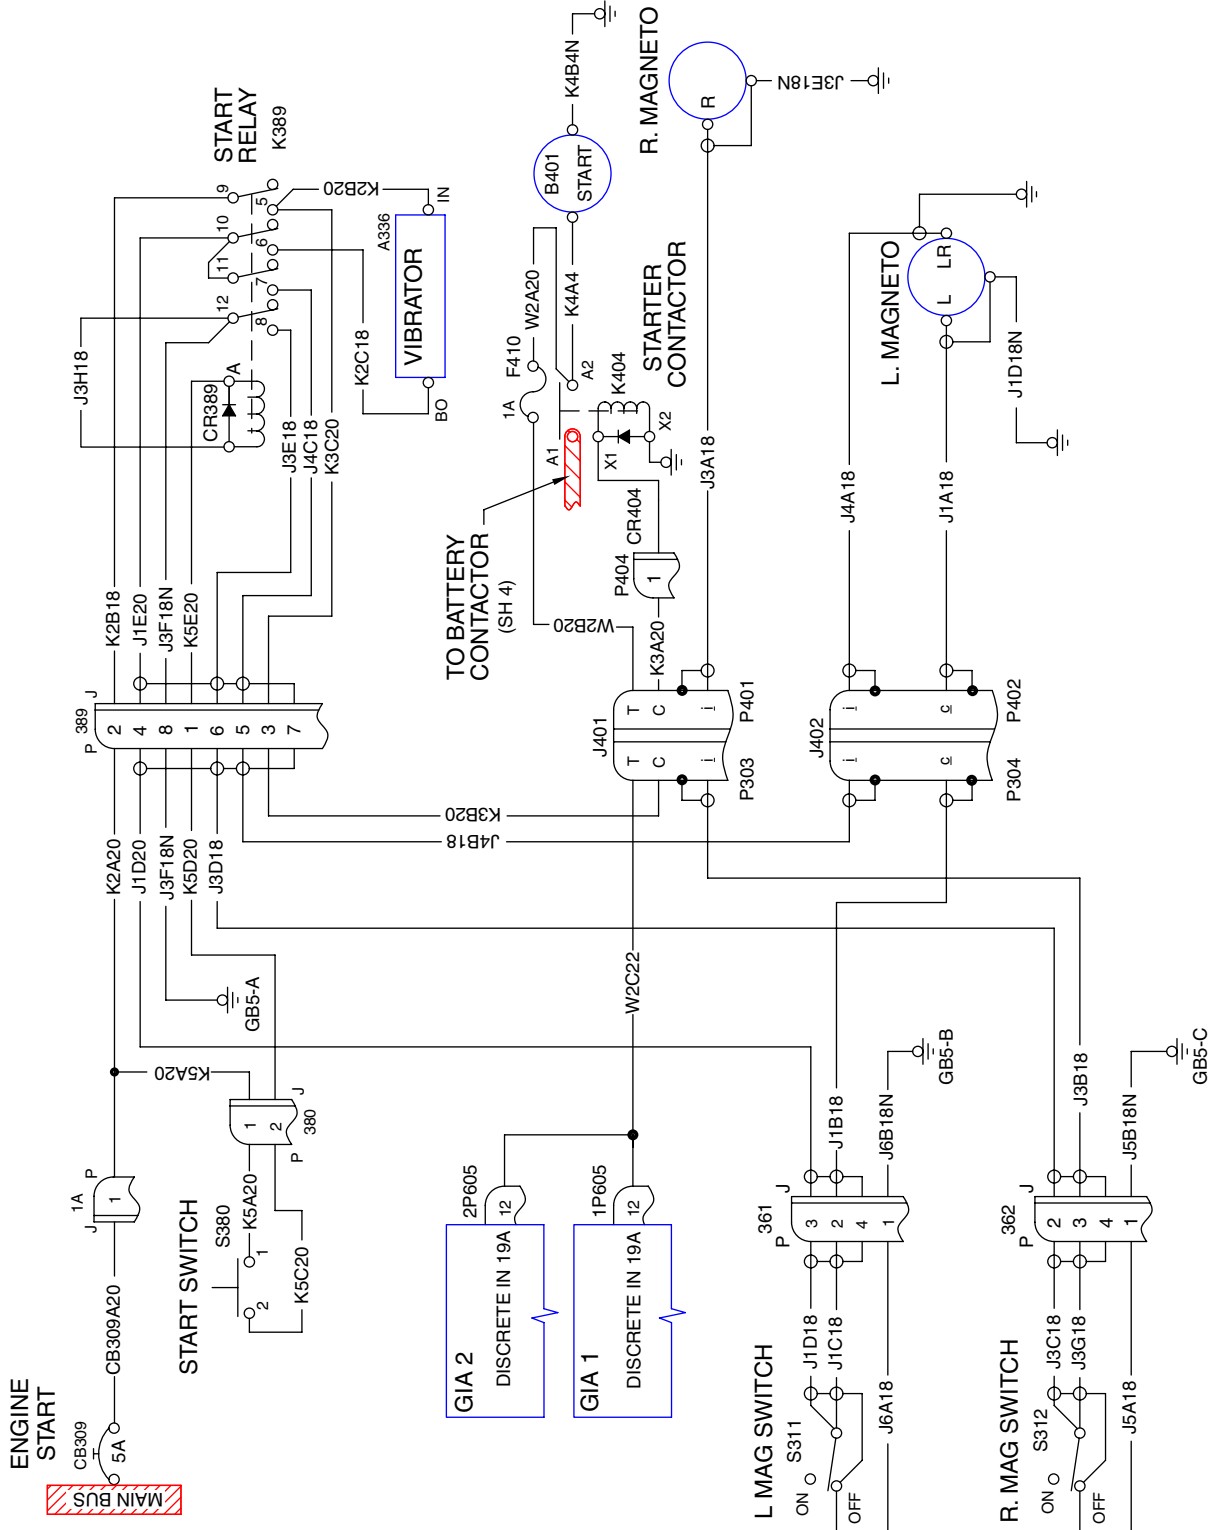 START
RELAY
K389
9
10
11
12
5
6
7
8
A
CR389
J3H18
K2B20
A336
IN
VIBRATOR
BO
K2C18
J3E18
J4C18
K3C20
K2B18
J1E20
J3F18N
K5E20
389
P
J
2
4
8
1
6
5
3
7
K2A20
J1D20
J3F18N
K5D20
J3D18
K3B20
J4B18
GB5-A
K5A20
J
380
P
1
2
1A
P
J
1
START SWITCH
S380
K5A20
1
2
K5C20
CB309A20
ENGINE
START
CB309
5A
MAIN BUS
K4B4N
B401
START
K4A4
W2A20
F410
1A
A2
A1
K404
X1
X2
STARTER
CONTACTOR
CR404
P404
1
K3A20
W2B20
TO BATTERY
CONTACTOR
(SH 4)
R. MAGNETO
R
J3E18N
J3A18
L. MAGNETO
L
LR
J1D18N
J4A18
J1A18
J401
T
C
i
T
C
i
P401
P303
J402
i
c
i
c
P402
P304
W2C22
2P605
12
GIA 2
DISCRETE IN 19A
1P605
12
GIA 1
DISCRETE IN 19A
J1B18
J6B18N
GB5-B
J3B18
J5B18N
GB5-C
361
P
J
3
2
4
1
362
P
J
2
3
4
1
J1D18
J1C18
J6A18
L MAG SWITCH
S311
ON
OFF
J3C18
J3G18
J5A18
R. MAG SWITCH
S312
ON
OFF